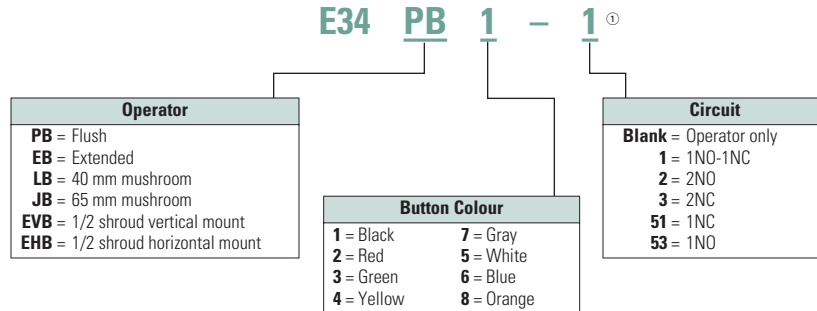 E34 PB 1 – 1 ①
Operator
PB = Flush
EB = Extended
LB = 40 mm mushroom
JB = 65 mm mushroom
EVB = 1/2 shroud vertical mount
EHB = 1/2 shroud horizontal mount
Button Colour
1 = Black 7 = Gray
2 = Red 5 = White
3 = Green 6 = Blue
4 = Yellow 8 = Orange
Circuit
Blank = Operator only
1 = 1NO-1NC
2 = 2NO
3 = 2NC
51 = 1NC
53 = 1NO